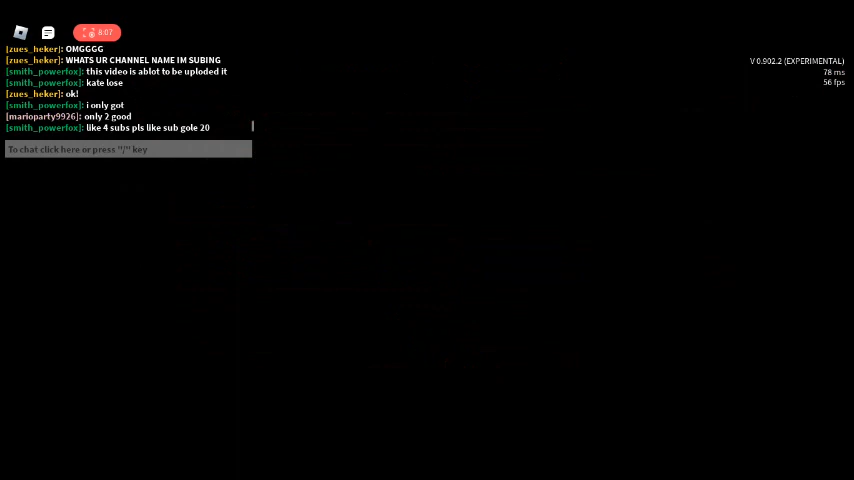 8:07
[zues_heker]: OMGGGG
[zues_heker]: WHATS UR CHANNEL NAME IM SUBING
[smith_powerfox]: this video is ablot to be uploded it
[smith_powerfox]: kate lose
[zues_heker]: ok!
[smith_powerfox]: i only got
[marioparty9926]: only 2 good
[smith_powerfox]: like 4 subs pls like sub gole 20
To chat click here or press "/" key
V 0.902.2 (EXPERIMENTAL)
78 ms
56 fps